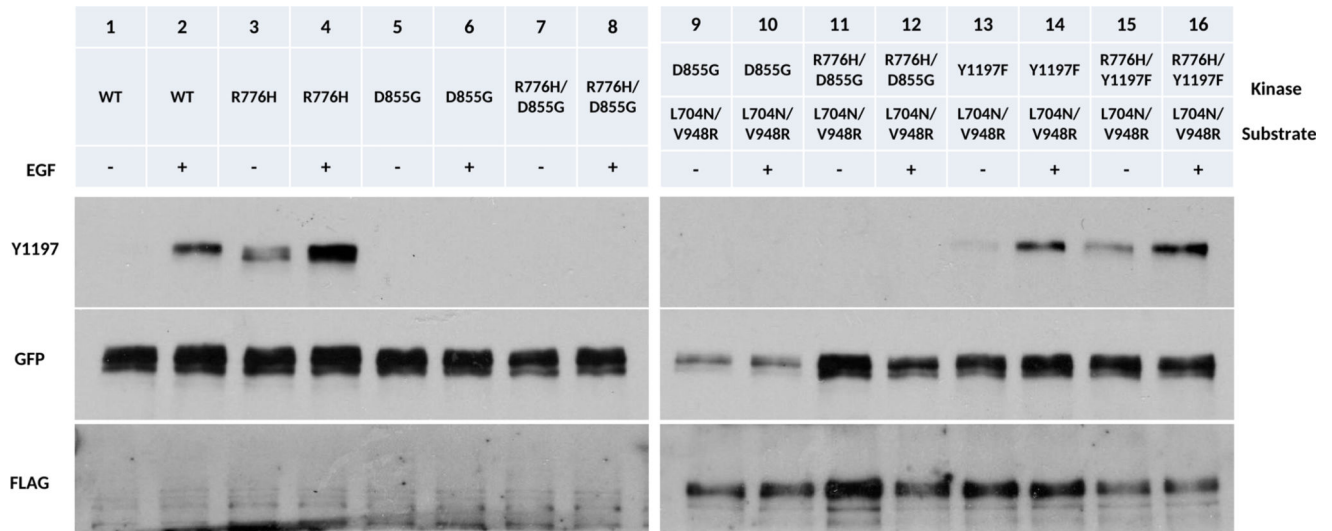 1 2 3 4 5 6 7 8 9 10 11 12 13 14 15 16
WT WT R776H R776H D855G D855G R776H/ D855G R776H/ D855G D855G D855G R776H/ D855G R776H/ D855G Y1197F Y1197F R776H/ Y1197F R776H/ Y1197F Kinase
L704N/ V948R L704N/ V948R L704N/ V948R L704N/ V948R L704N/ V948R L704N/ V948R L704N/ V948R L704N/ V948R Substrate
EGF - + - + - + - + - + - + - + - +
Y1197
GFP
FLAG